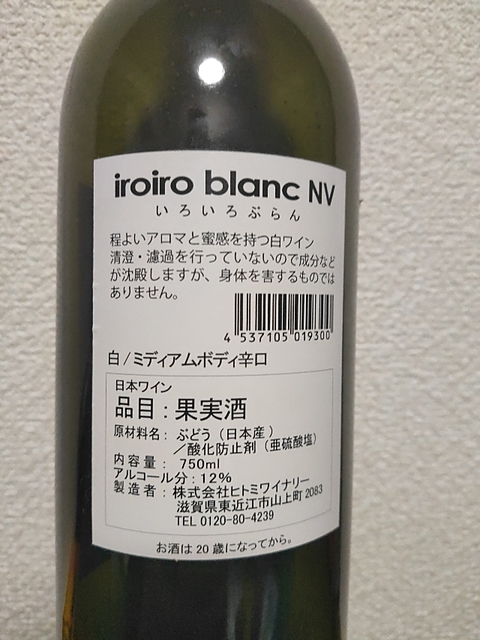 iroiro blanc NV
いろいろぶらん
程よいアロマと蜜感を持つ白ワイン
清澄・濾過を行っていないので成分など
が沈殿しますが、身体を害するものでは
ありません。
4 537105 019300
白/ミディアムボディ辛口
日本ワイン
品目:果実酒
原材料名:ぶどう(日本産)
/酸化防止剤(亜硫酸塩)
内容量:750ml
アルコール分:12%
製造者:株式会社ヒトミワイナリー
滋賀県東近江市山上町2083
TEL 0120-80-4239
お酒は20歳になってから。